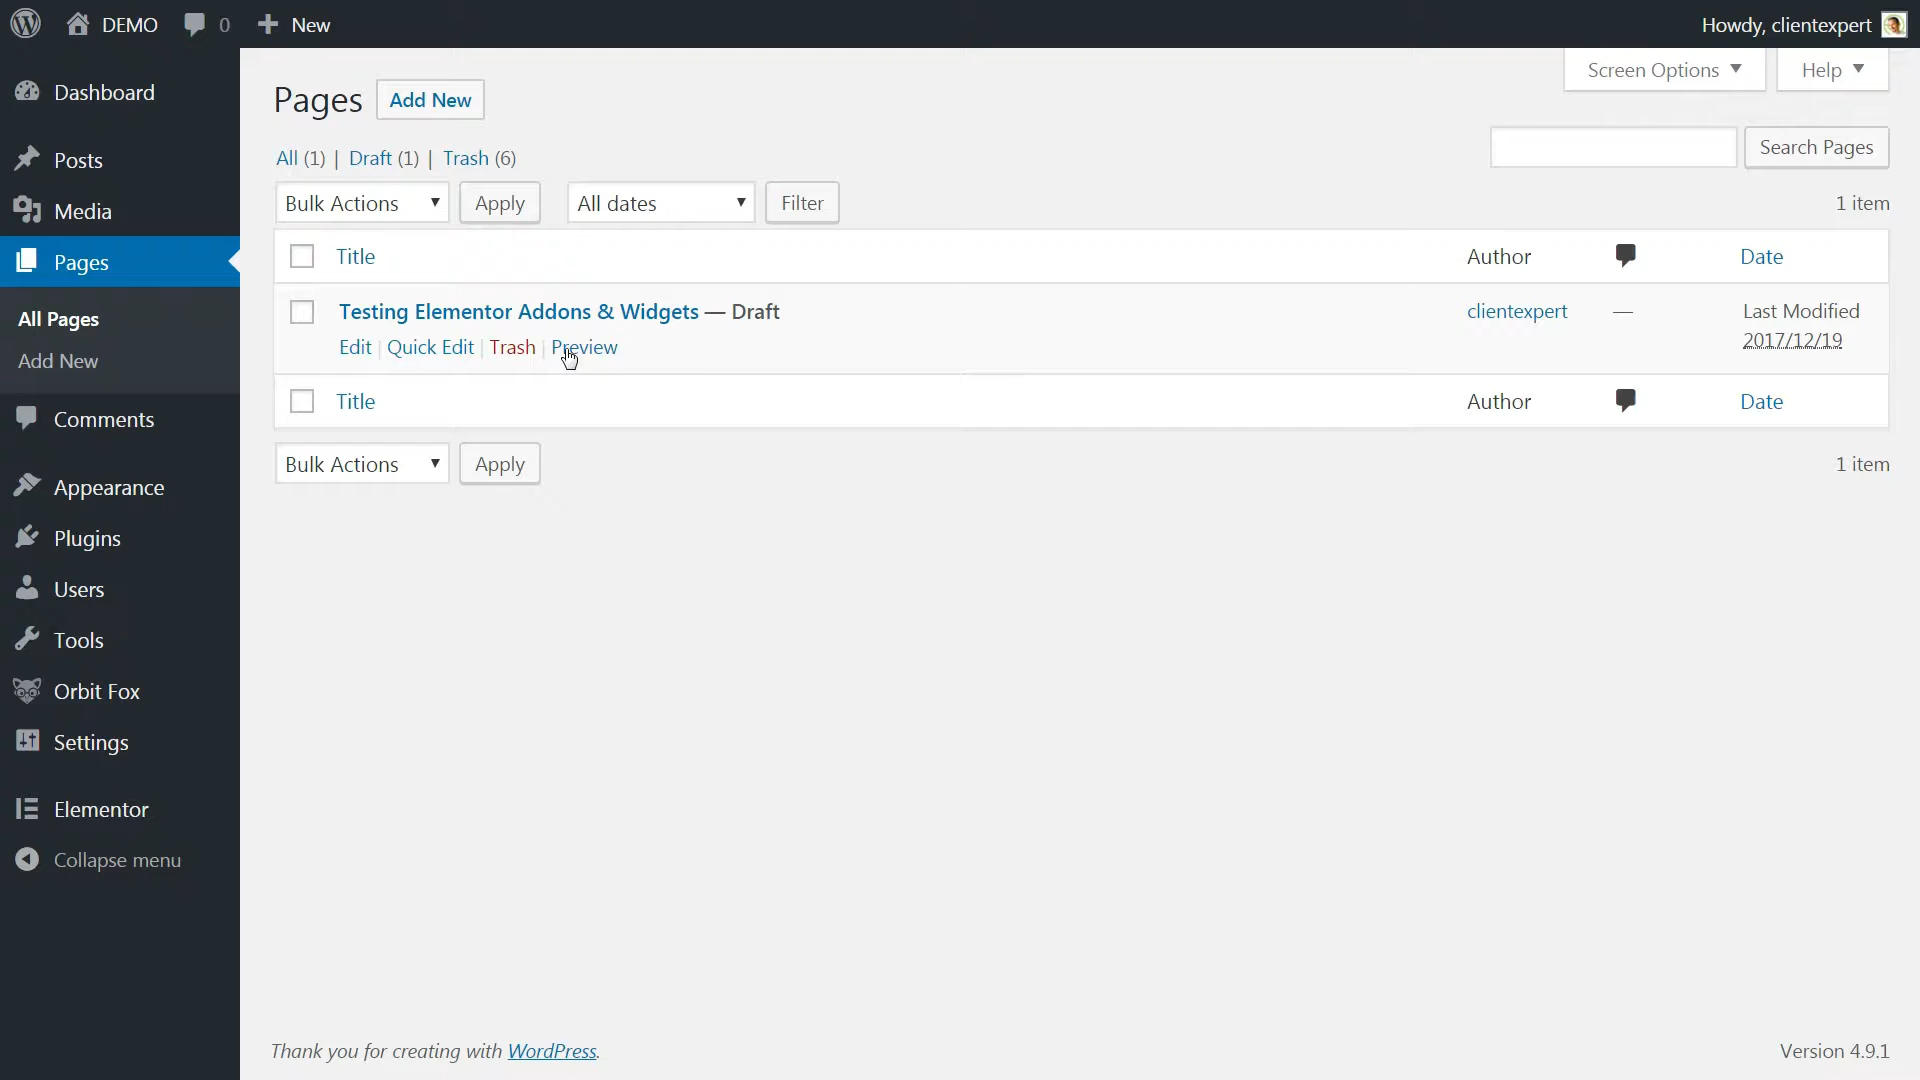 DEMO 0 New Howdy, clientexpert
Screen Options ▼ Help ▼
Dashboard
Posts
Media
Pages
All Pages
Add New
Comments
Appearance
Plugins
Users
Tools
Orbit Fox
Settings
Elementor
Collapse menu
Pages Add New
All (1) | Draft (1) | Trash (6)
Search Pages
Bulk Actions ▼ Apply All dates ▼ Filter 1 item
Title Author Date
Testing Elementor Addons & Widgets — Draft clientexpert — Last Modified
Edit | Quick Edit | Trash | Preview 2017/12/19
Title Author Date
Bulk Actions ▼ Apply 1 item
Thank you for creating with WordPress. Version 4.9.1